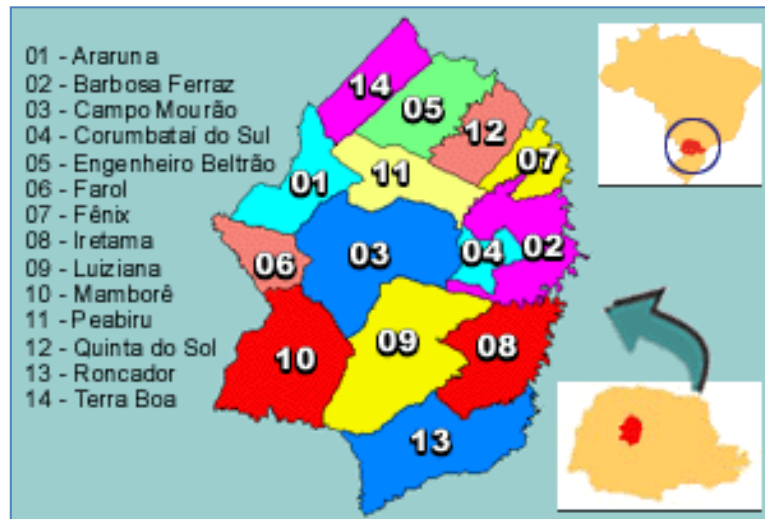 01 - Araruna
02 - Barbosa Ferraz
03 - Campo Mourão
04 - Corumbataí do Sul
05 - Engenheiro Beltrão
06 - Farol
07 - Fênix
08 - Iretama
09 - Luiziana
10 - Mamborê
11 - Peabiru
12 - Quinta do Sol
13 - Roncador
14 - Terra Boa
14
05
12
07
01
11
06
03
04
02
10
09
08
13